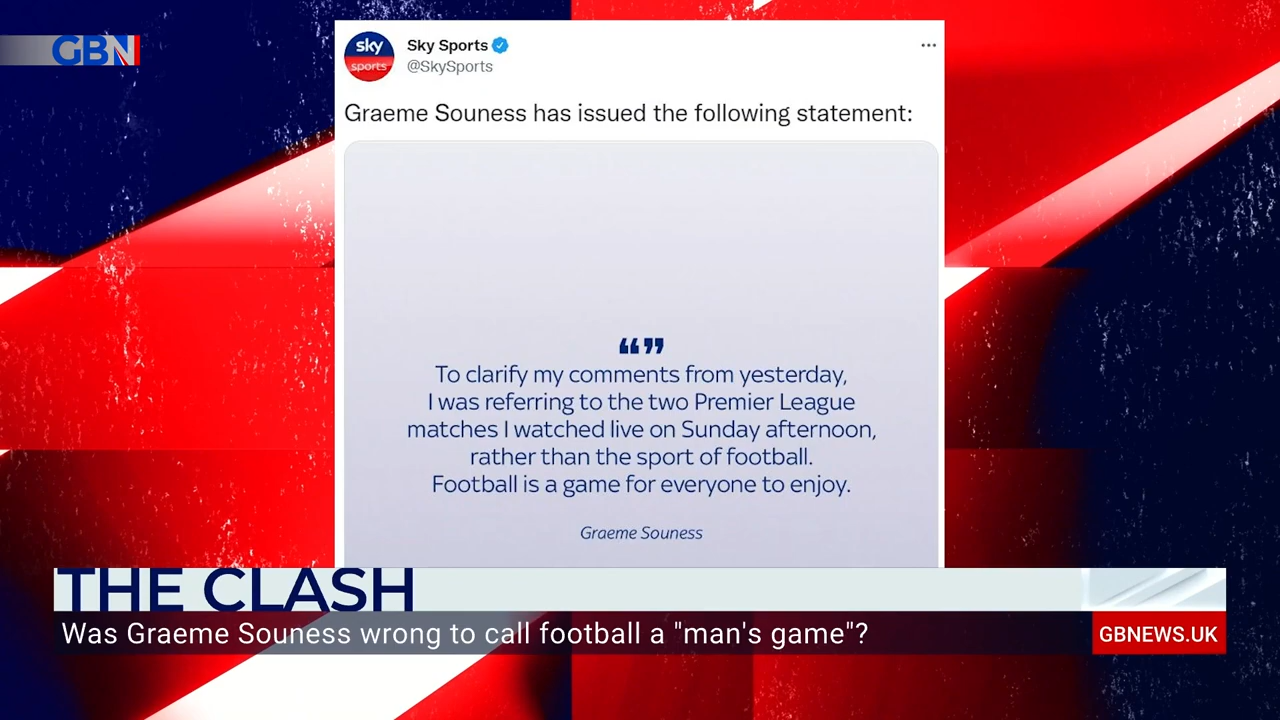 GBN
sky
sports
Sky Sports
@SkySports
Graeme Souness has issued the following statement:
“”
To clarify my comments from yesterday,
I was referring to the two Premier League
matches I watched live on Sunday afternoon,
rather than the sport of football.
Football is a game for everyone to enjoy.
Graeme Souness
THE CLASH
Was Graeme Souness wrong to call football a "man's game"?
GBNEWS.UK